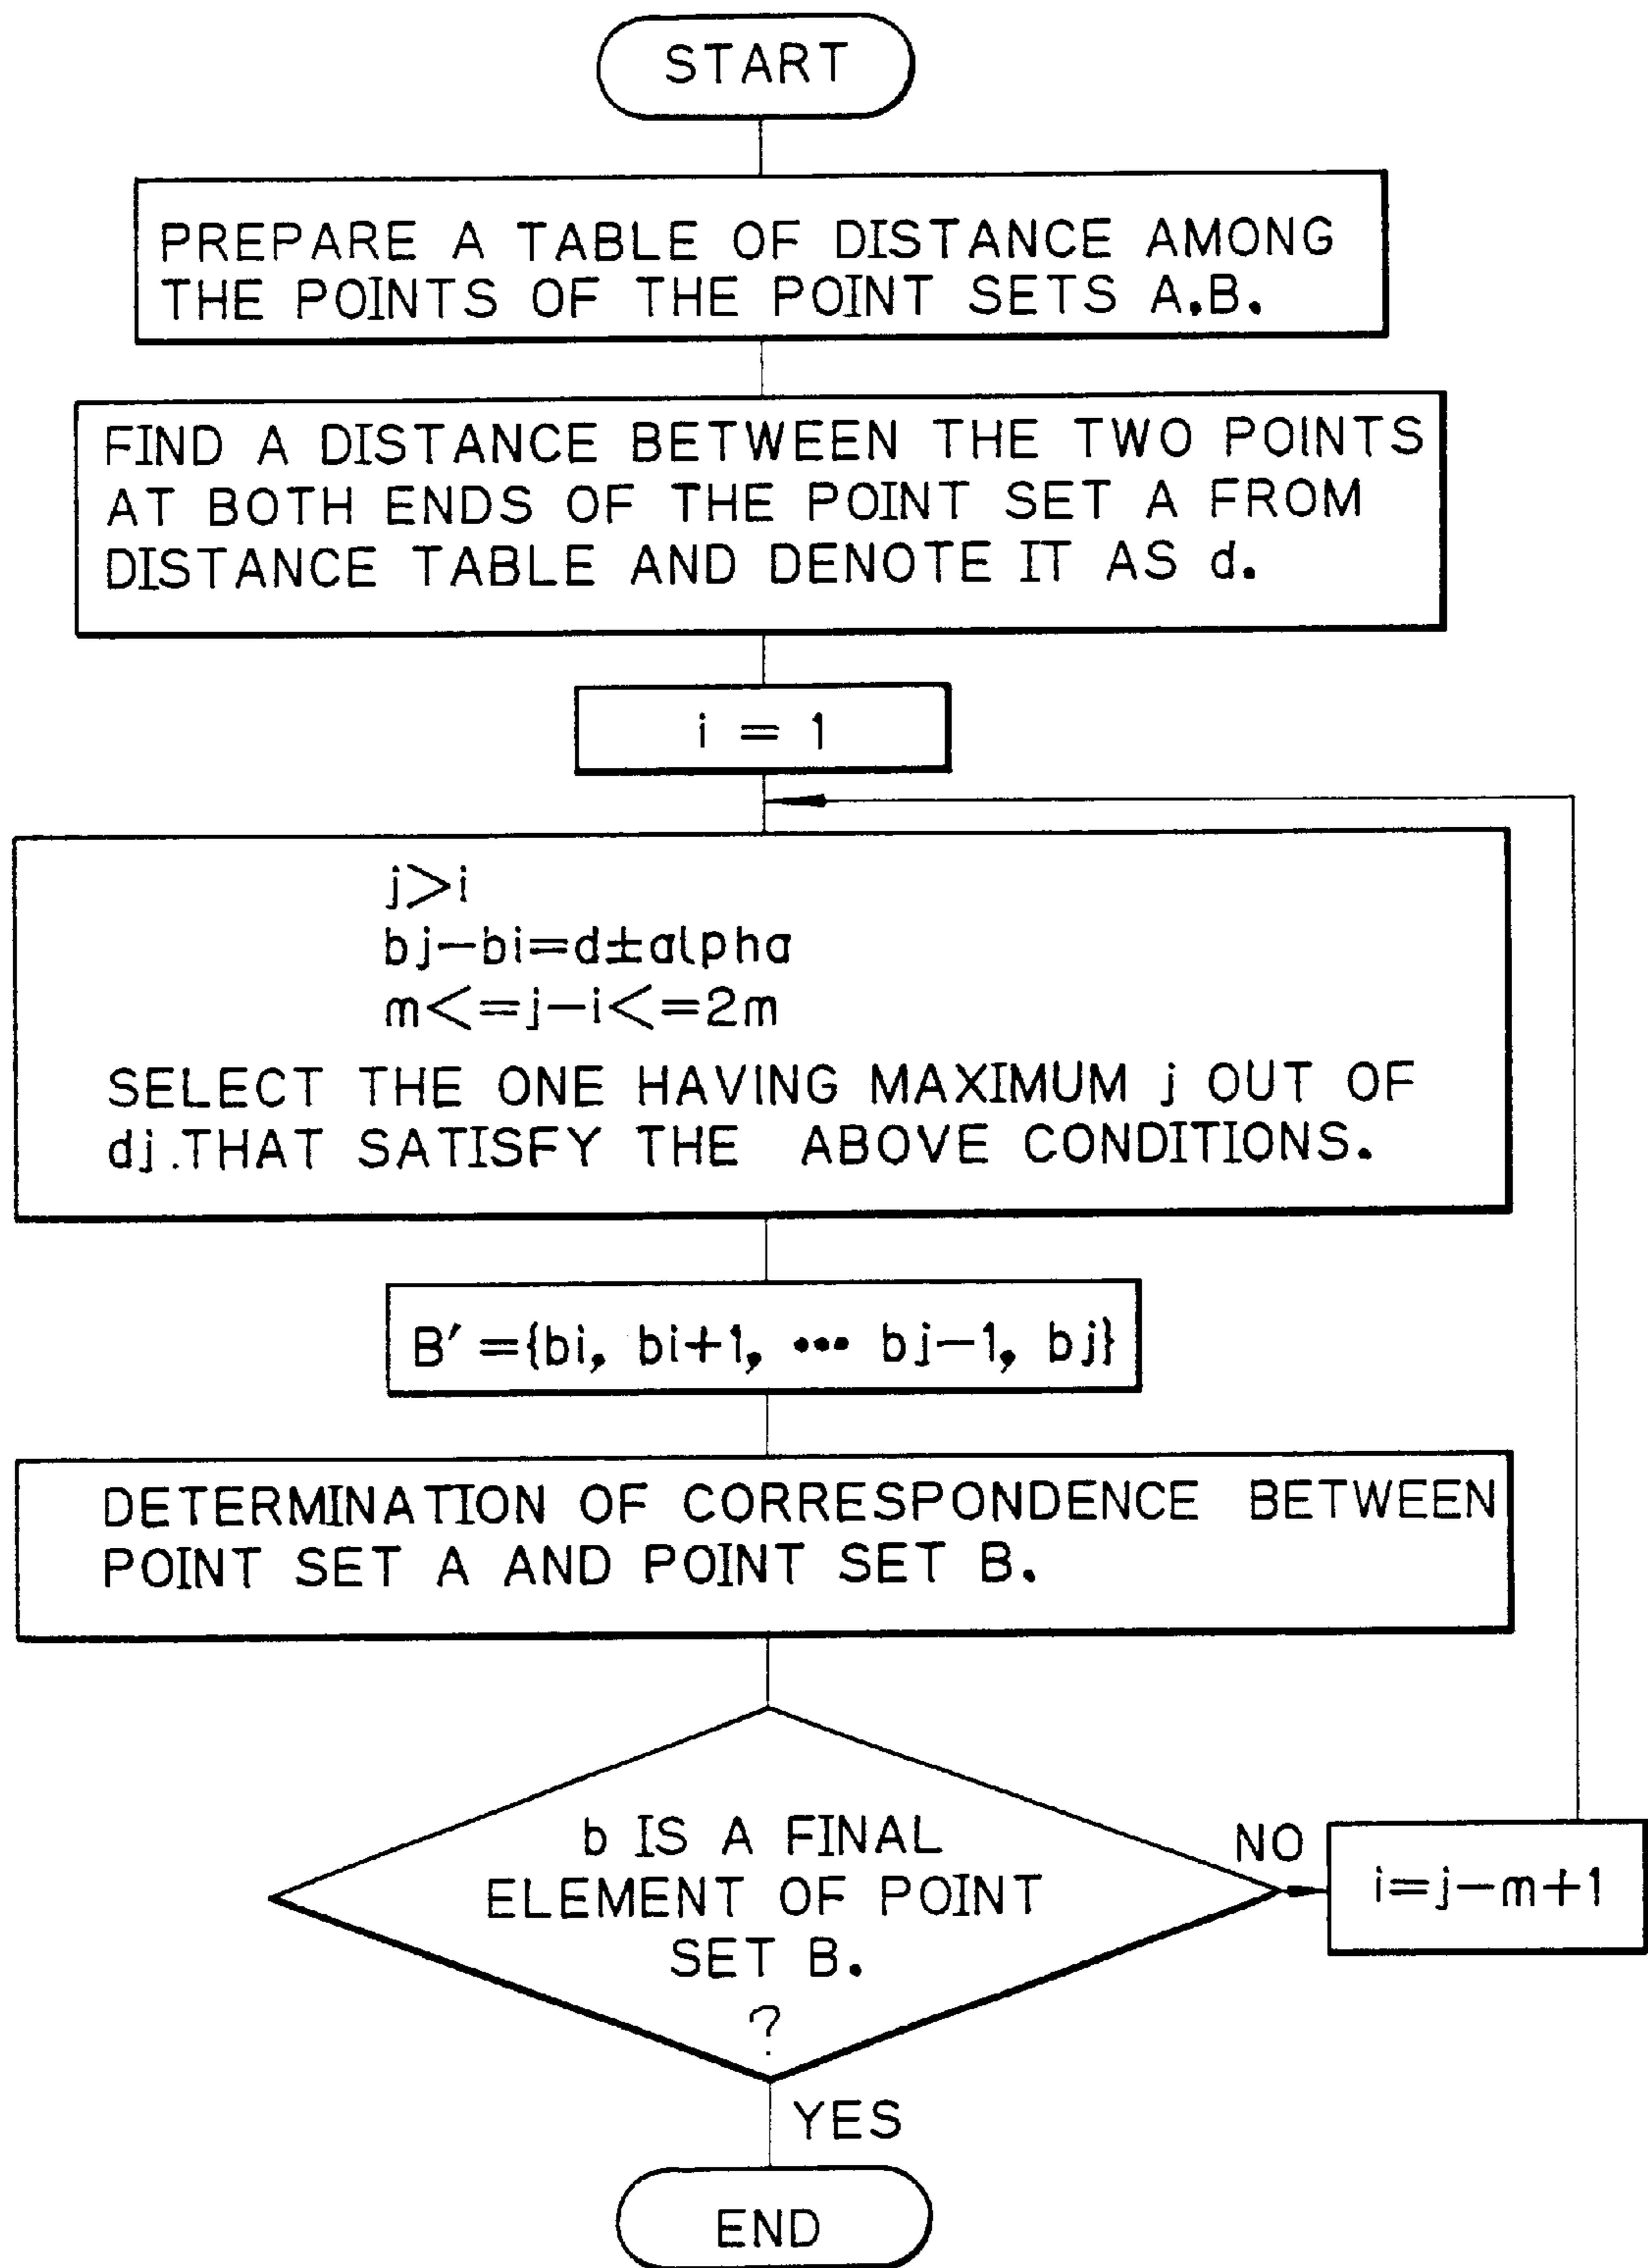 START
PREPARE A TABLE OF DISTANCE AMONG
THE POINTS OF THE POINT SETS A.B.
FIND A DISTANCE BETWEEN THE TWO POINTS
AT BOTH ENDS OF THE POINT SET A FROM
DISTANCE TABLE AND DENOTE IT AS d.
i = 1
j>i
bj-bi=d±alpha
m<=j-i<=2m
SELECT THE ONE HAVING MAXIMUM j OUT OF
dj.THAT SATISFY THE ABOVE CONDITIONS.
B′={bi, bi+1, ••• bj-1, bj}
DETERMINATION OF CORRESPONDENCE BETWEEN
POINT SET A AND POINT SET B.
b IS A FINAL
ELEMENT OF POINT
SET B.
?
NO
i=j-m+1
YES
END